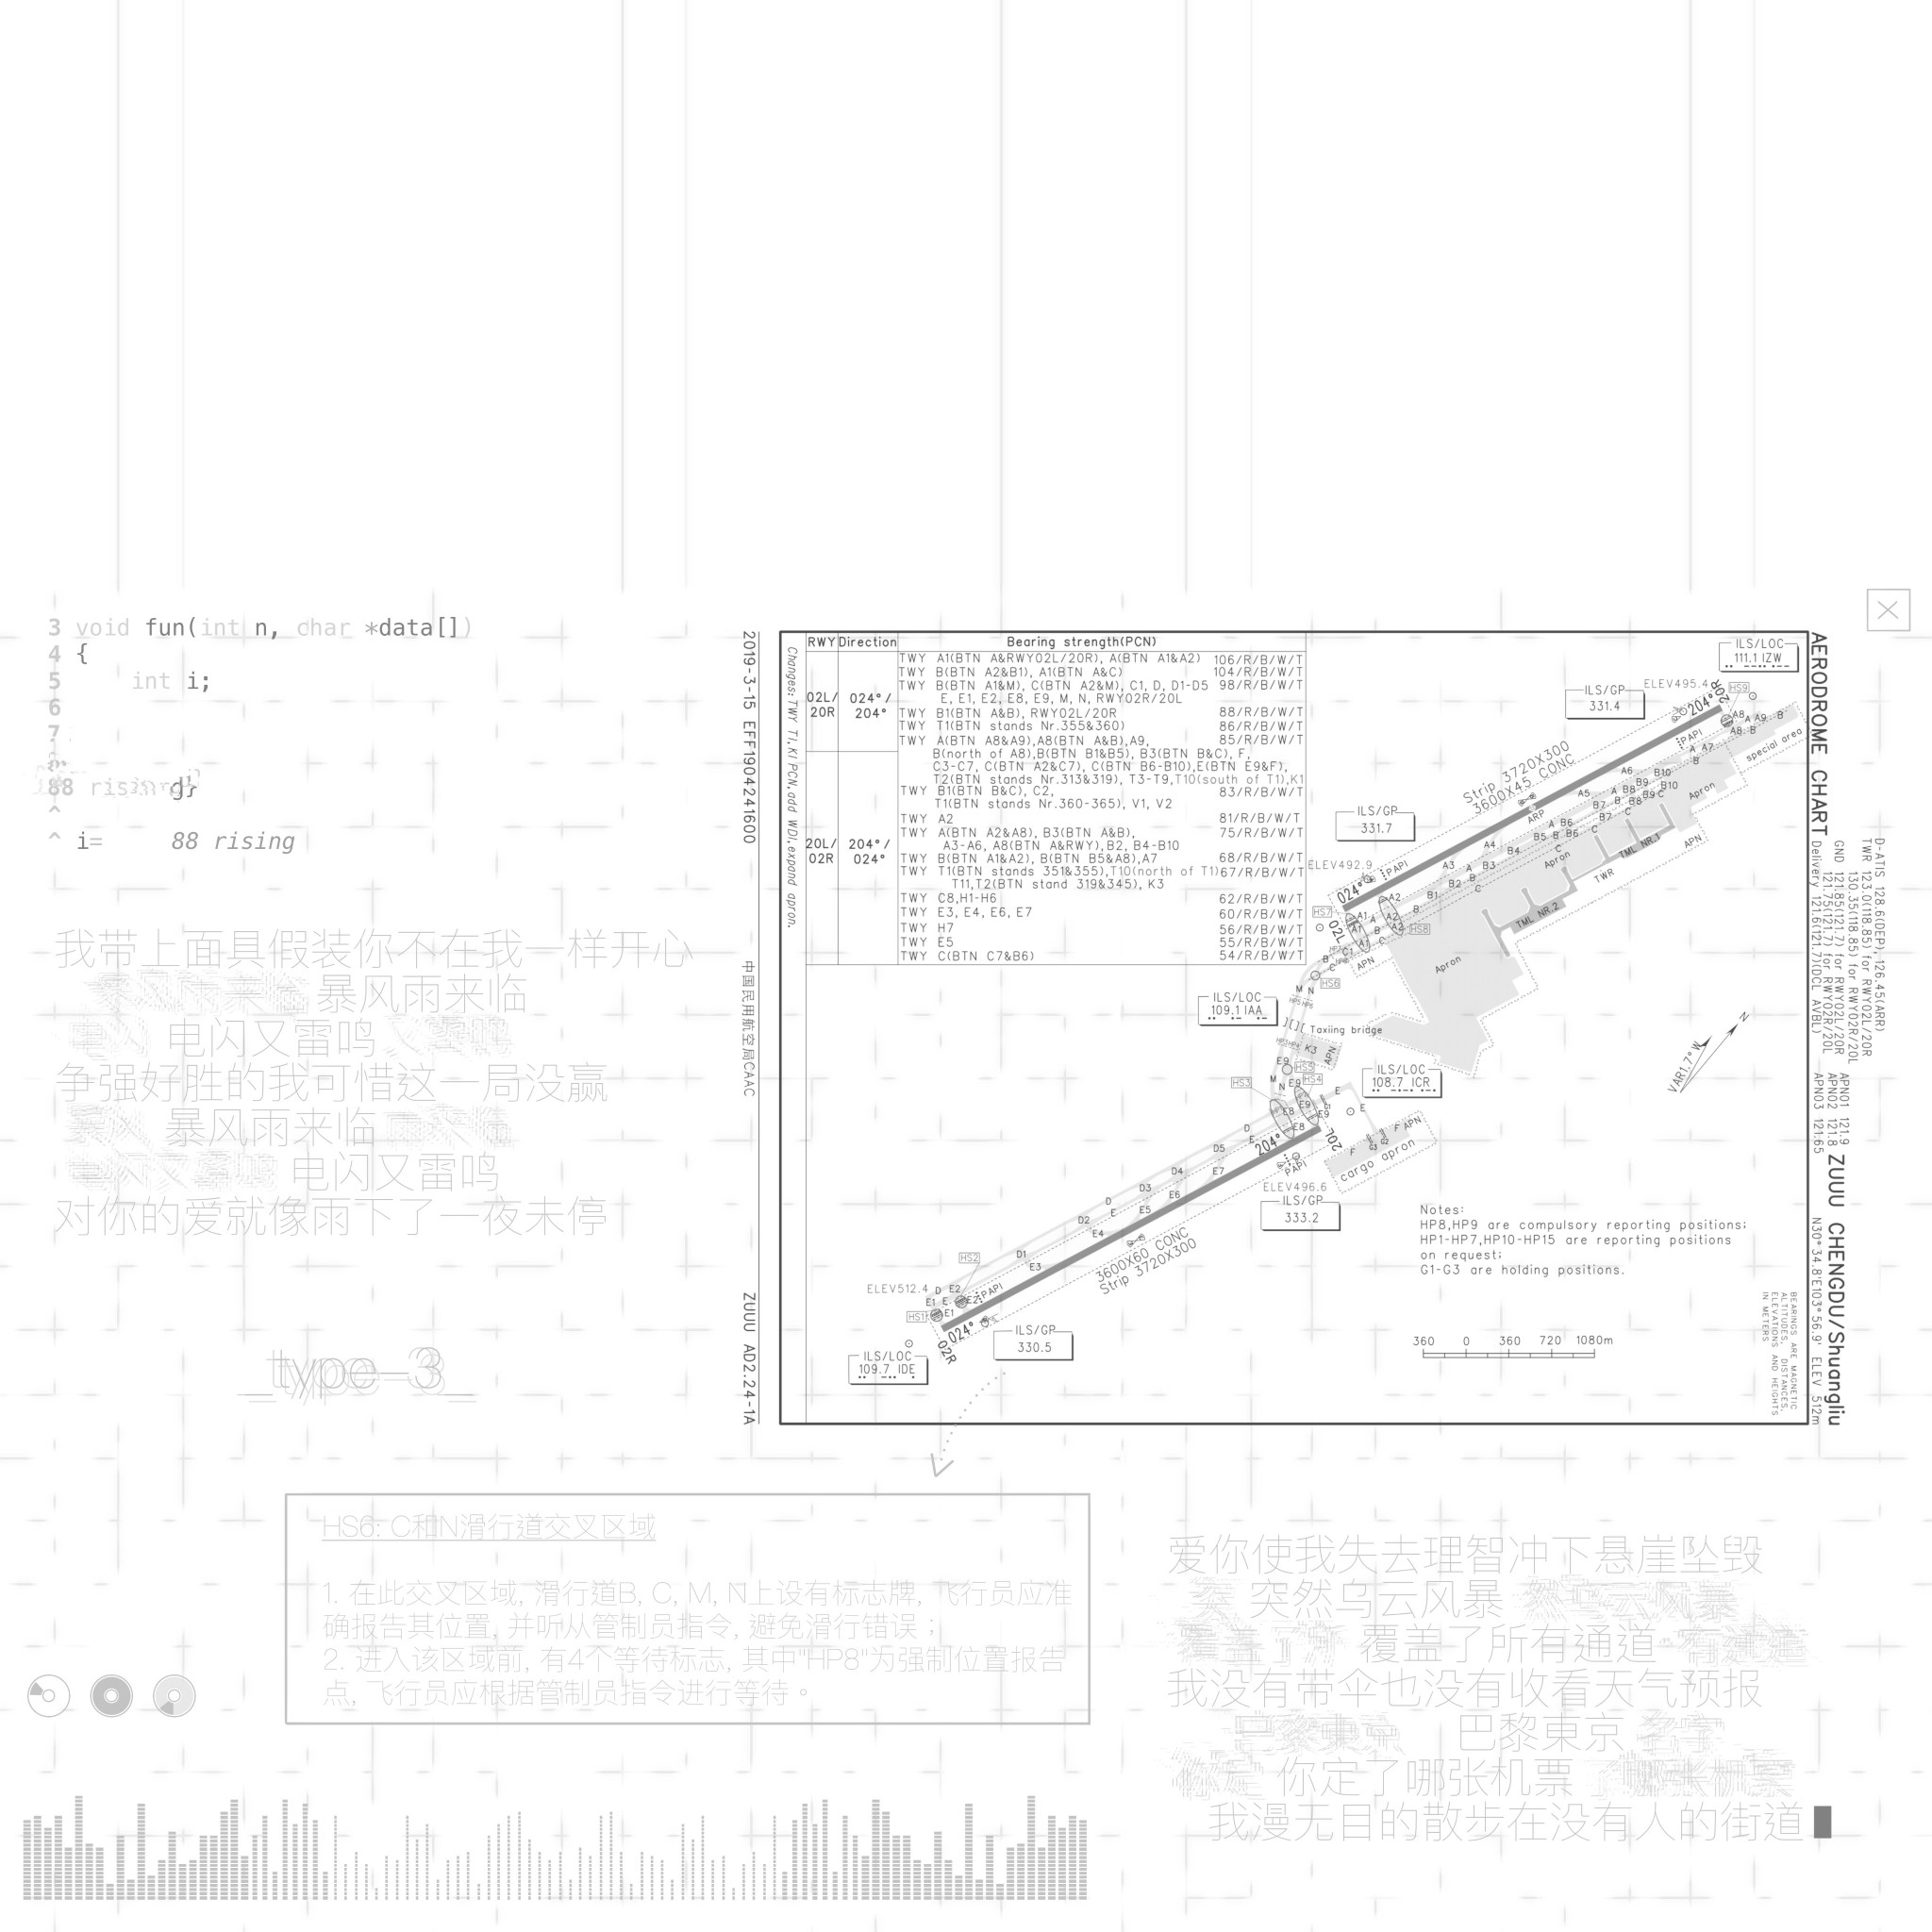 3 void fun(int n, char *data[])
4 {
5 int i;
6
7
88 rising}
^
^ i= 88 rising
我带上面具假装你不在我一样开心
暴风雨来临
电闪又雷鸣
争强好胜的我可惜这一局没赢
暴风雨来临
电闪又雷鸣
对你的爱就像雨下了一夜未停
_type-3_
2019-3-15 EFF1904241600
中国民用航空局CAAC
ZUUU AD2.24-1A
Changes:TWY T1,K1 PCN,add WDI,expand apron.
RWY Direction Bearing strength(PCN)
02L/20R 024°/204°
20L/02R 204°/024°
TWY A1(BTN A&RWY02L/20R), A(BTN A1&A2) 106/R/B/W/T
TWY B(BTN A2&B1), A1(BTN A&C) 104/R/B/W/T
TWY B(BTN A1&M), C(BTN A2&M), C1, D, D1-D5 98/R/B/W/T
E, E1, E2, E8, E9, M, N, RWY02R/20L
TWY B1(BTN A&B), RWY02L/20R 88/R/B/W/T
TWY T1(BTN stands Nr.355&360) 86/R/B/W/T
TWY A(BTN A8&A9),A8(BTN A&B),A9, 85/R/B/W/T
B(north of A8),B(BTN B1&B5), B3(BTN B&C), F,
C3-C7, C(BTN A2&C7), C(BTN B6-B10),E(BTN E9&F),
T2(BTN stands Nr.313&319), T3-T9,T10(south of T1),K1
TWY B1(BTN B&C), C2, 83/R/B/W/T
T1(BTN stands Nr.360-365), V1, V2
TWY A2 81/R/B/W/T
TWY A(BTN A2&A8), B3(BTN A&B), 75/R/B/W/T
A3-A6, A8(BTN A&RWY),B2, B4-B10
TWY B(BTN A1&A2), B(BTN B5&A8),A7 68/R/B/W/T
TWY T1(BTN stands 351&355),T10(north of T1) 67/R/B/W/T
T11,T2(BTN stand 319&345), K3
TWY C8,H1-H6 62/R/B/W/T
TWY E3, E4, E6, E7 60/R/B/W/T
TWY H7 56/R/B/W/T
TWY E5 55/R/B/W/T
TWY C(BTN C7&B6) 54/R/B/W/T
ILS/LOC
111.1 IZW
ELEV495.4
ILS/GP
331.4
HS9
204°
20R
PAPI
special area
Strip 3720X300
3600X45 CONC
ARP
ILS/GP
331.7
ELEV492.9
PAPI
024°
02L
HS7
HS8
HS6
Apron
Apron
Apron
TML NR.1
TML NR.2
TWR
APN
APN
ILS/LOC
109.1 IAA
Taxiing bridge
K3
APN
HS5
HS4
HS3
ILS/LOC
108.7 ICR
VAR1.7°W
N
F APN
cargo apron
204°
20L
PAPI
ELEV496.6
ILS/GP
333.2
D5
D4
E7
D3
E6
E5
D2
E4
D1
E3
3600X60 CONC
Strip 3720X300
HS2
ELEV512.4
HS1
PAPI
024°
02R
ILS/GP
330.5
ILS/LOC
109.7 IDE
Notes:
HP8,HP9 are compulsory reporting positions;
HP1-HP7,HP10-HP15 are reporting positions
on request;
G1-G3 are holding positions.
360 0 360 720 1080m
BEARINGS ARE MAGNETIC
ALTITUDES, DISTANCES,
ELEVATIONS AND HEIGHTS
IN METERS
AERODROME CHART
D-ATIS 128.6(DEP) 126.45(ARR)
TWR 123.0(118.85) for RWY02L/20R
130.35(118.85) for RWY02R/20L
GND 121.85(121.7) for RWY02L/20R
121.75(121.7) for RWY02R/20L
Delivery 121.6(121.7)(DCL AVBL)
APN01 121.9
APN02 121.8
APN03 121.65
ZUUU CHENGDU/Shuangliu
N30°34.8'E103°56.9' ELEV 512m
HS6: C和N滑行道交叉区域
1. 在此交叉区域, 滑行道B, C, M, N上设有标志牌, 飞行员应准
确报告其位置, 并听从管制员指令, 避免滑行错误；
2. 进入该区域前, 有4个等待标志, 其中"HP8"为强制位置报告
点, 飞行员应根据管制员指令进行等待。
爱你使我失去理智冲下悬崖坠毁
突然乌云风暴
覆盖了所有通道
我没有带伞也没有收看天气预报
巴黎東京
你定了哪张机票
我漫无目的散步在没有人的街道